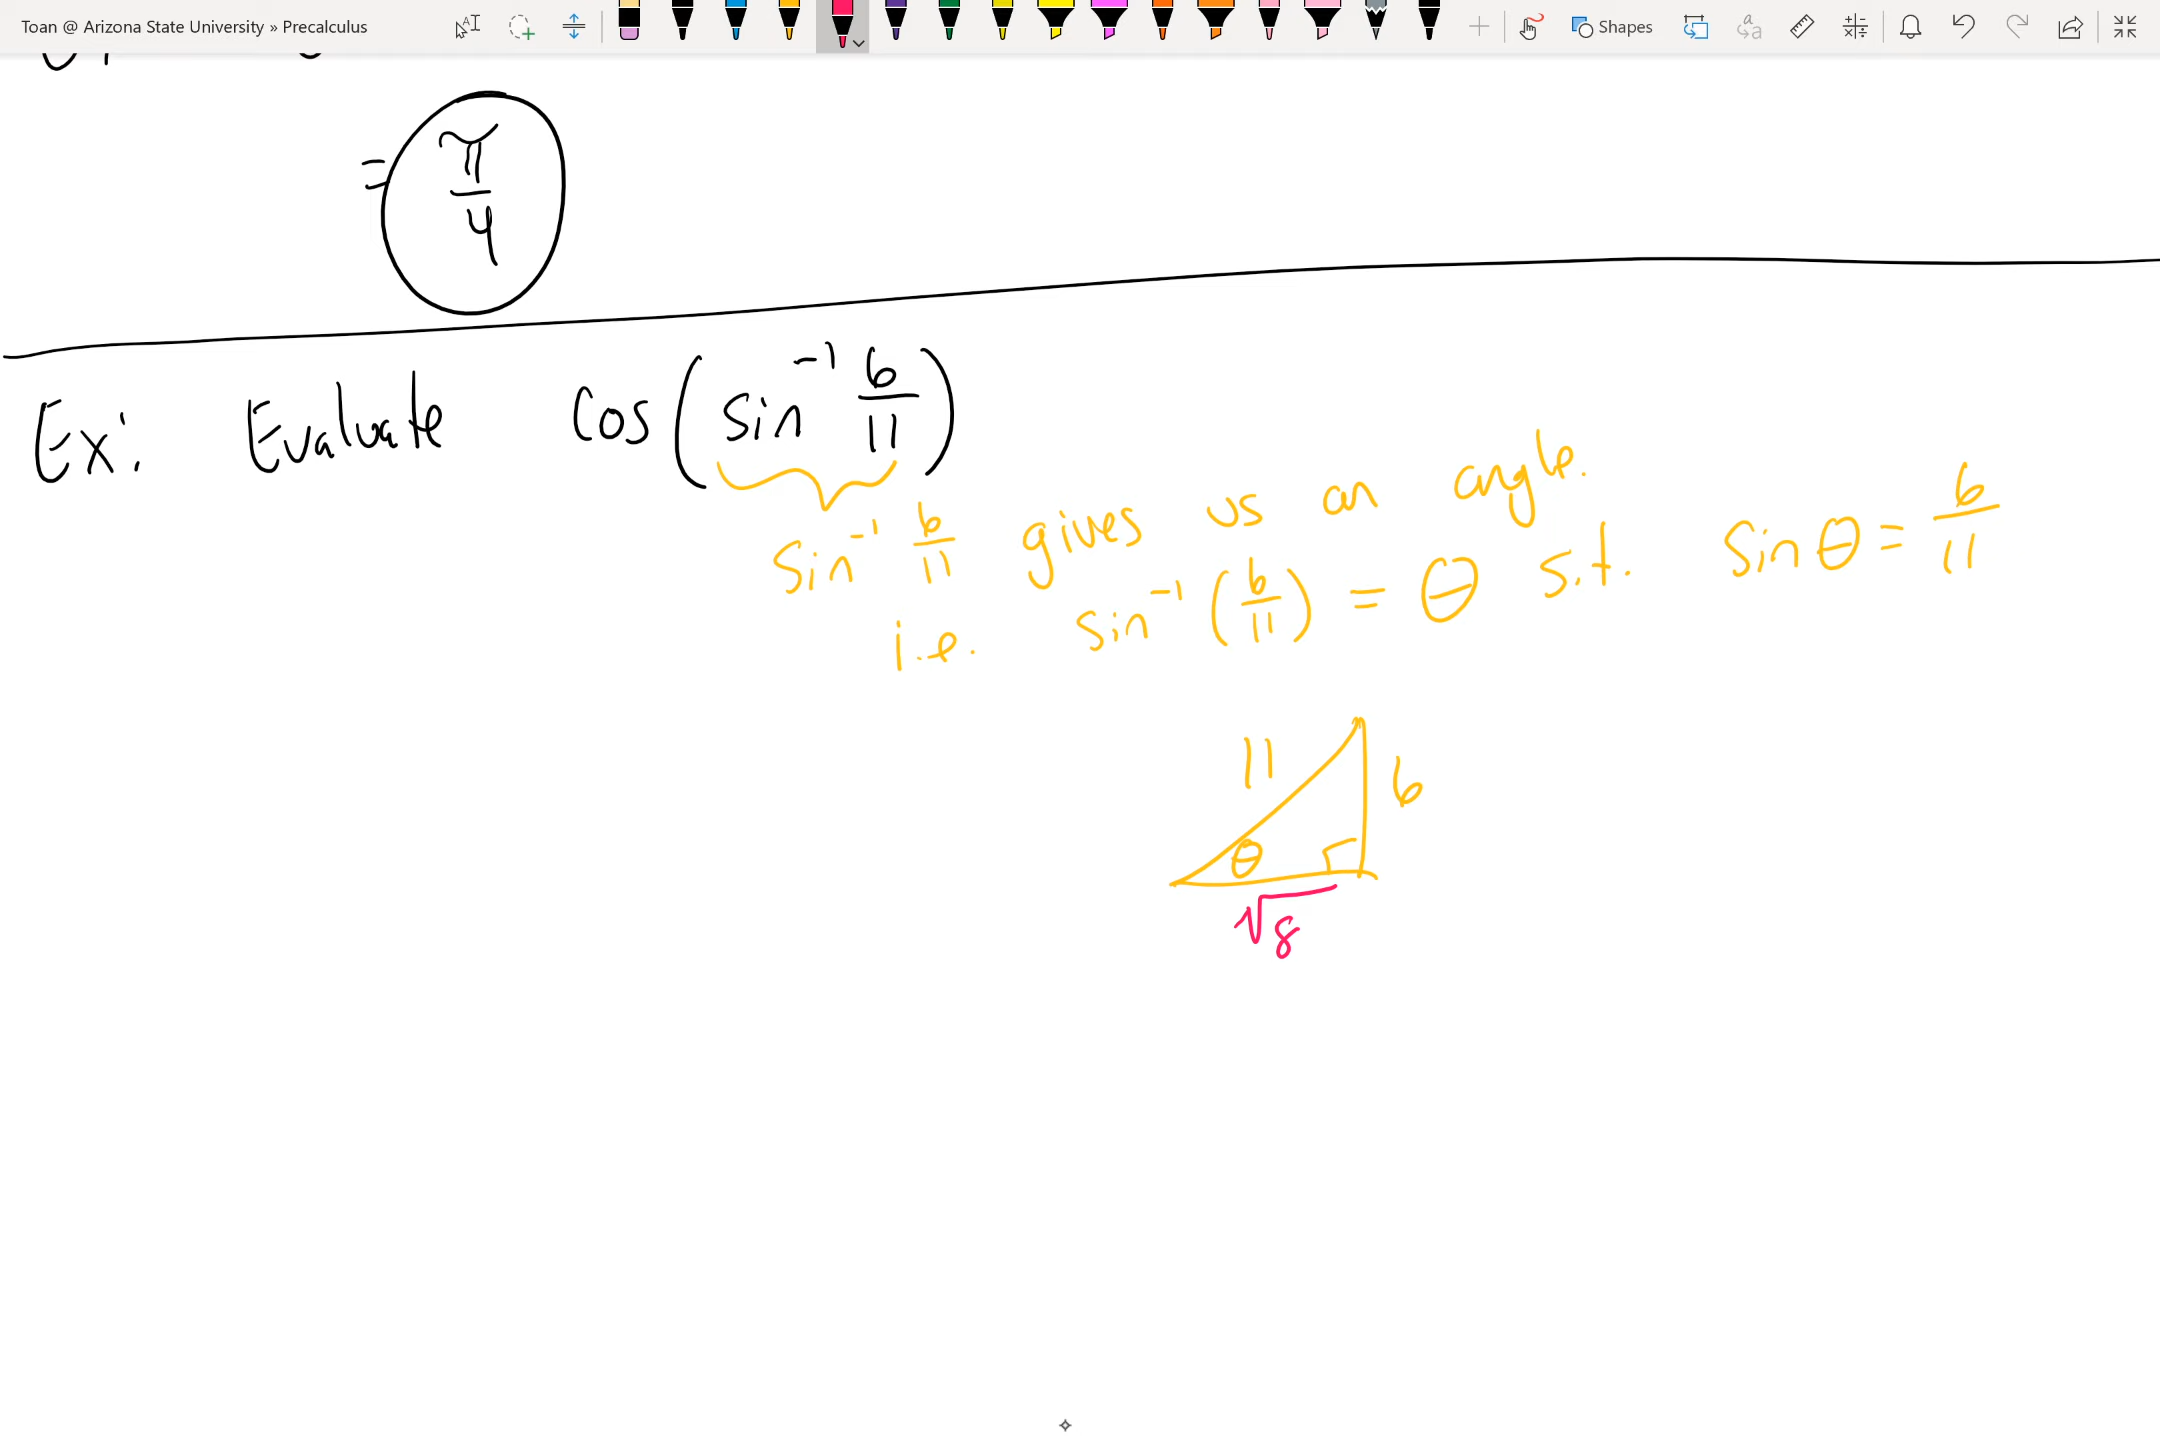 Toan @ Arizona State University » Precalculus
Shapes
= π/4
Ex: Evaluate cos(sin⁻¹ 6/11)
sin⁻¹ 6/11 gives us an angle.
i.e. sin⁻¹(6/11) = θ s.t. sinθ = 6/11
11
6
θ
√8